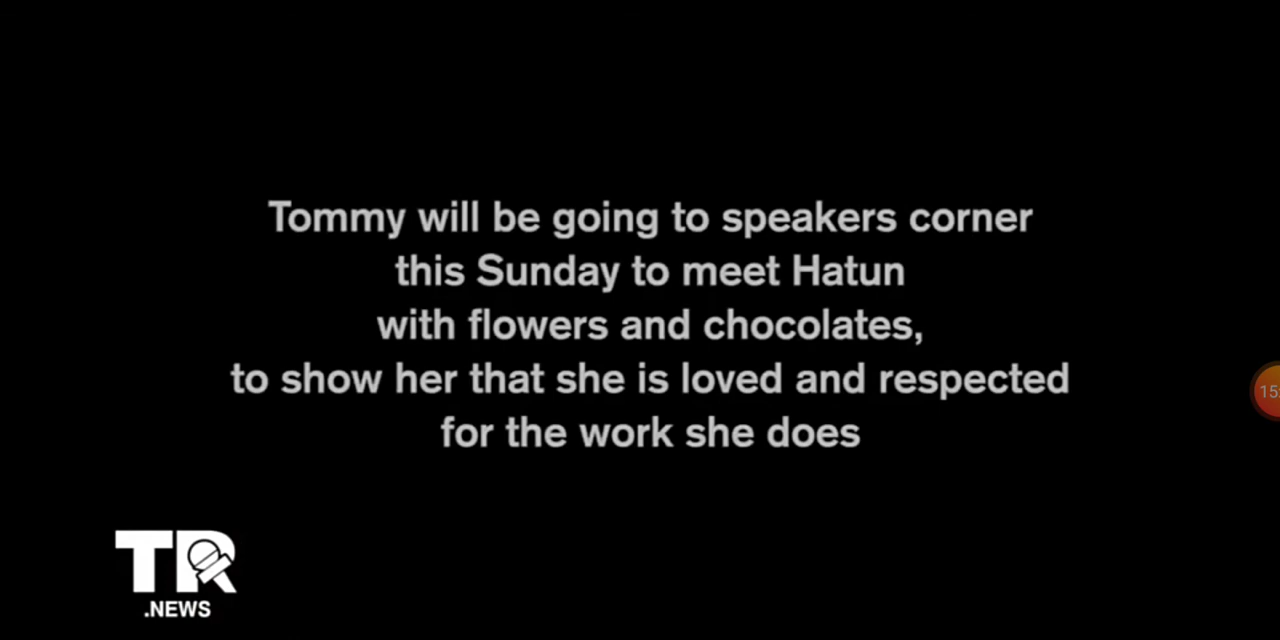 Tommy will be going to speakers corner
this Sunday to meet Hatun
with flowers and chocolates,
to show her that she is loved and respected
for the work she does
TR
.NEWS